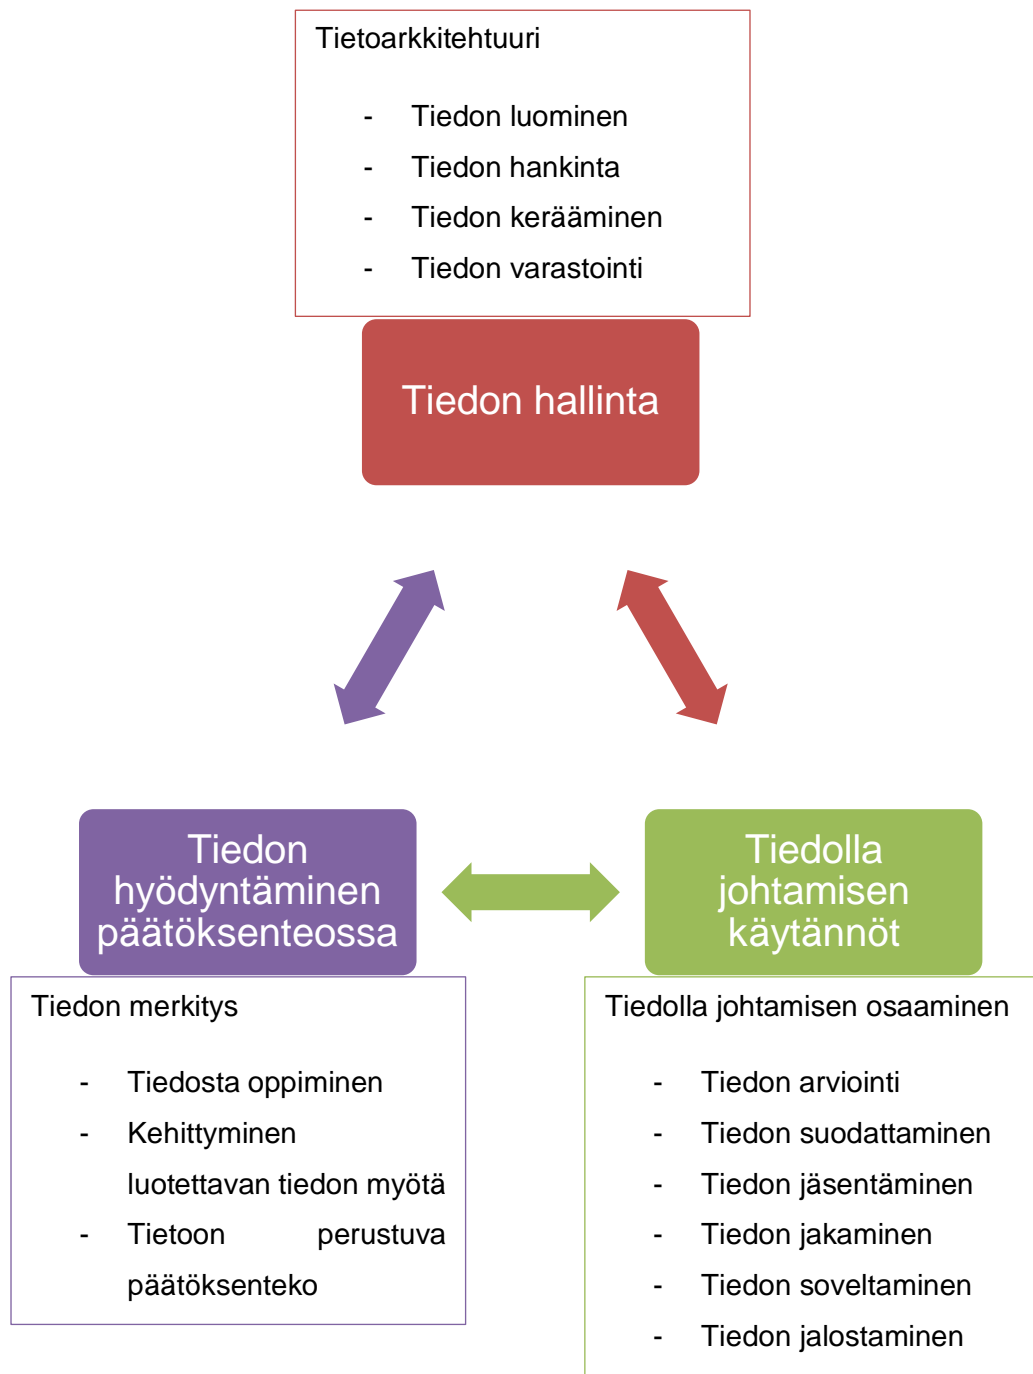 Tietoarkkitehtuuri
- Tiedon luominen
- Tiedon hankinta
- Tiedon kerääminen
- Tiedon varastointi
Tiedon hallinta
Tiedon
hyödyntäminen
päätöksenteossa
Tiedon merkitys
- Tiedosta oppiminen
- Kehittyminen
luotettavan tiedon myötä
- Tietoon perustuva
päätöksenteko
Tiedolla
johtamisen
käytännöt
Tiedolla johtamisen osaaminen
- Tiedon arviointi
- Tiedon suodattaminen
- Tiedon jäsentäminen
- Tiedon jakaminen
- Tiedon soveltaminen
- Tiedon jalostaminen